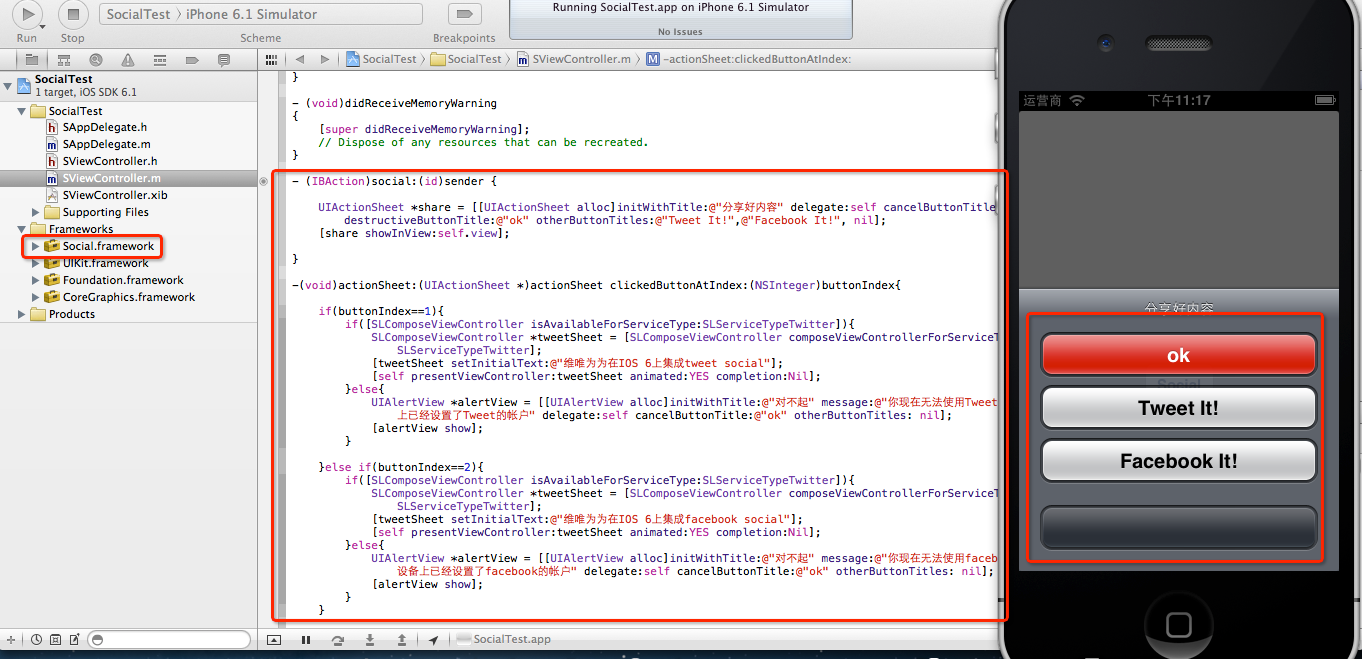 SocialTest 〉 iPhone 6.1 Simulator
Running SocialTest.app on iPhone 6.1 Simulator
No Issues
Run
Stop
Scheme
Breakpoints
SocialTest 〉 SocialTest 〉 SViewController.m 〉 M -actionSheet:clickedButtonAtIndex:
SocialTest
1 target, iOS SDK 6.1
SocialTest
h SAppDelegate.h
m SAppDelegate.m
h SViewController.h
m SViewController.m
SViewController.xib
Supporting Files
Frameworks
Social.framework
UIKit.framework
Foundation.framework
CoreGraphics.framework
Products
}
- (void)didReceiveMemoryWarning
{
[super didReceiveMemoryWarning];
// Dispose of any resources that can be recreated.
}
- (IBAction)social:(id)sender {
UIActionSheet *share = [[UIActionSheet alloc]initWithTitle:@"分享好内容" delegate:self cancelButtonTitle
destructiveButtonTitle:@"ok" otherButtonTitles:@"Tweet It!",@"Facebook It!", nil];
[share showInView:self.view];
}
-(void)actionSheet:(UIActionSheet *)actionSheet clickedButtonAtIndex:(NSInteger)buttonIndex{
if(buttonIndex==1){
if([SLComposeViewController isAvailableForServiceType:SLServiceTypeTwitter]){
SLComposeViewController *tweetSheet = [SLComposeViewController composeViewControllerForServiceT
SLServiceTypeTwitter];
[tweetSheet setInitialText:@"维唯为为在IOS 6上集成tweet social"];
[self presentViewController:tweetSheet animated:YES completion:Nil];
}else{
UIAlertView *alertView = [[UIAlertView alloc]initWithTitle:@"对不起" message:@"你现在无法使用Tweet
上已经设置了Tweet的帐户" delegate:self cancelButtonTitle:@"ok" otherButtonTitles: nil];
[alertView show];
}
}else if(buttonIndex==2){
if([SLComposeViewController isAvailableForServiceType:SLServiceTypeTwitter]){
SLComposeViewController *tweetSheet = [SLComposeViewController composeViewControllerForServiceT
SLServiceTypeTwitter];
[tweetSheet setInitialText:@"维唯为为在IOS 6上集成facebook social"];
[self presentViewController:tweetSheet animated:YES completion:Nil];
}else{
UIAlertView *alertView = [[UIAlertView alloc]initWithTitle:@"对不起" message:@"你现在无法使用faceb
设备上已经设置了facebook的帐户" delegate:self cancelButtonTitle:@"ok" otherButtonTitles: nil];
[alertView show];
}
}
SocialTest.app
运营商 下午11:17
分享好内容
ok
Social
Tweet It!
Facebook It!